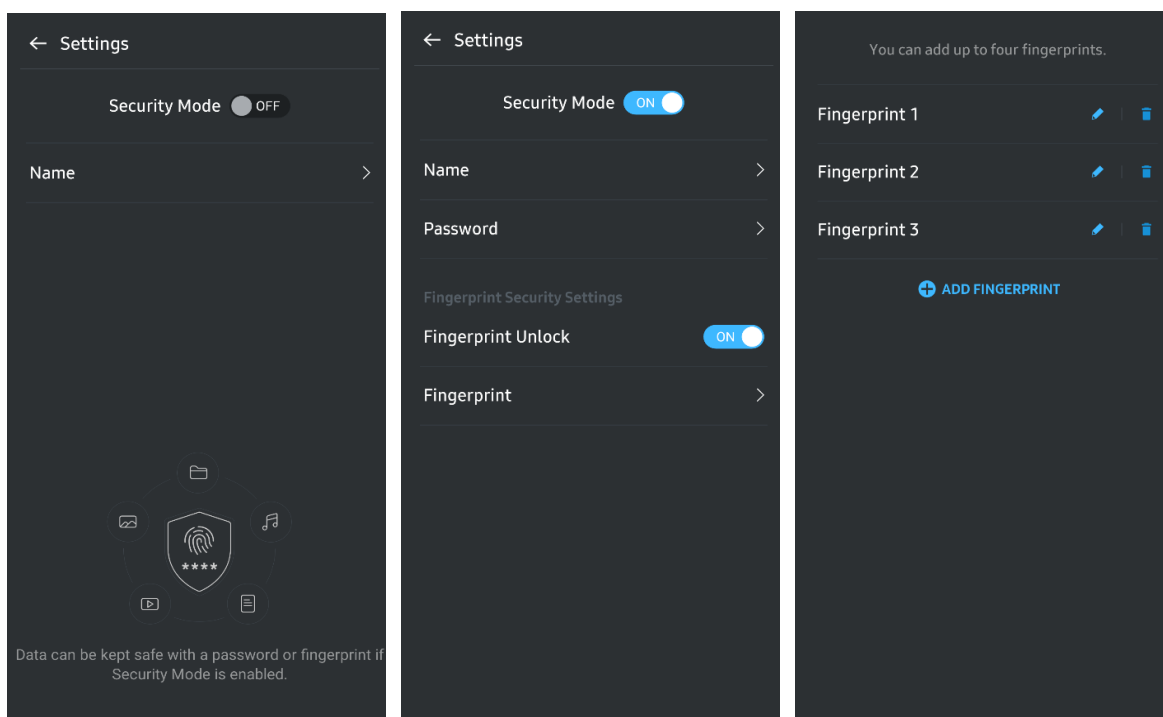 Settings
Security Mode OFF
Name
****
Data can be kept safe with a password or fingerprint if
Security Mode is enabled.
Settings
Security Mode ON
Name
Password
Fingerprint Security Settings
Fingerprint Unlock ON
Fingerprint
You can add up to four fingerprints.
Fingerprint 1
Fingerprint 2
Fingerprint 3
ADD FINGERPRINT